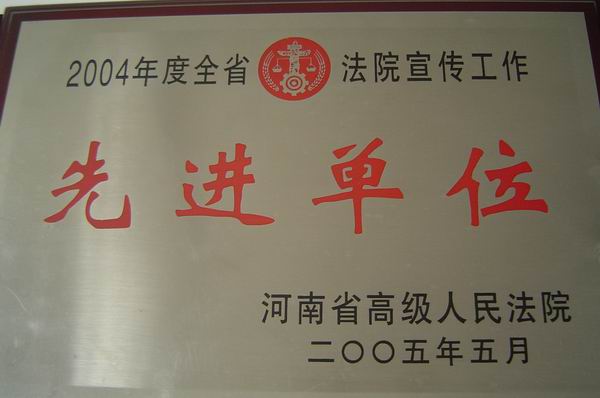 2004年度全省法院宣传工作
先进单位
河南省高级人民法院
二〇〇五年五月